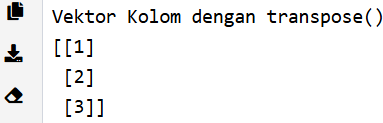 Vektor Kolom dengan transpose()
[[1]
 [2]
 [3]]